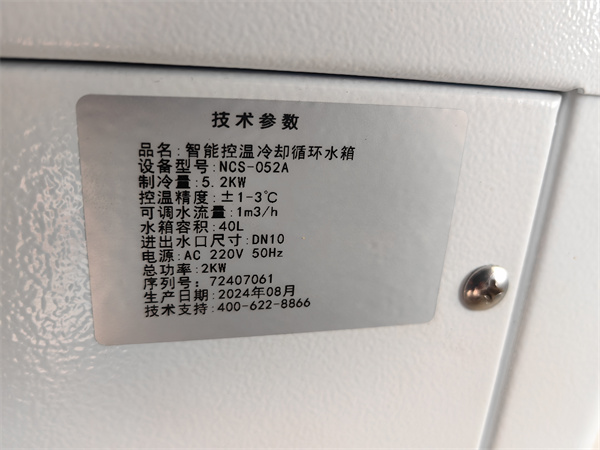 技术参数
品名:智能控温冷却循环水箱
设备型号:NCS-052A
制冷量:5.2KW
控温精度:±1-3℃
可调水流量:1m3/h
水箱容积:40L
进出水口尺寸:DN10
电源:AC 220V 50Hz
总功率:2KW
序列号:72407061
生产日期:2024年08月
技术支持:400-622-8866